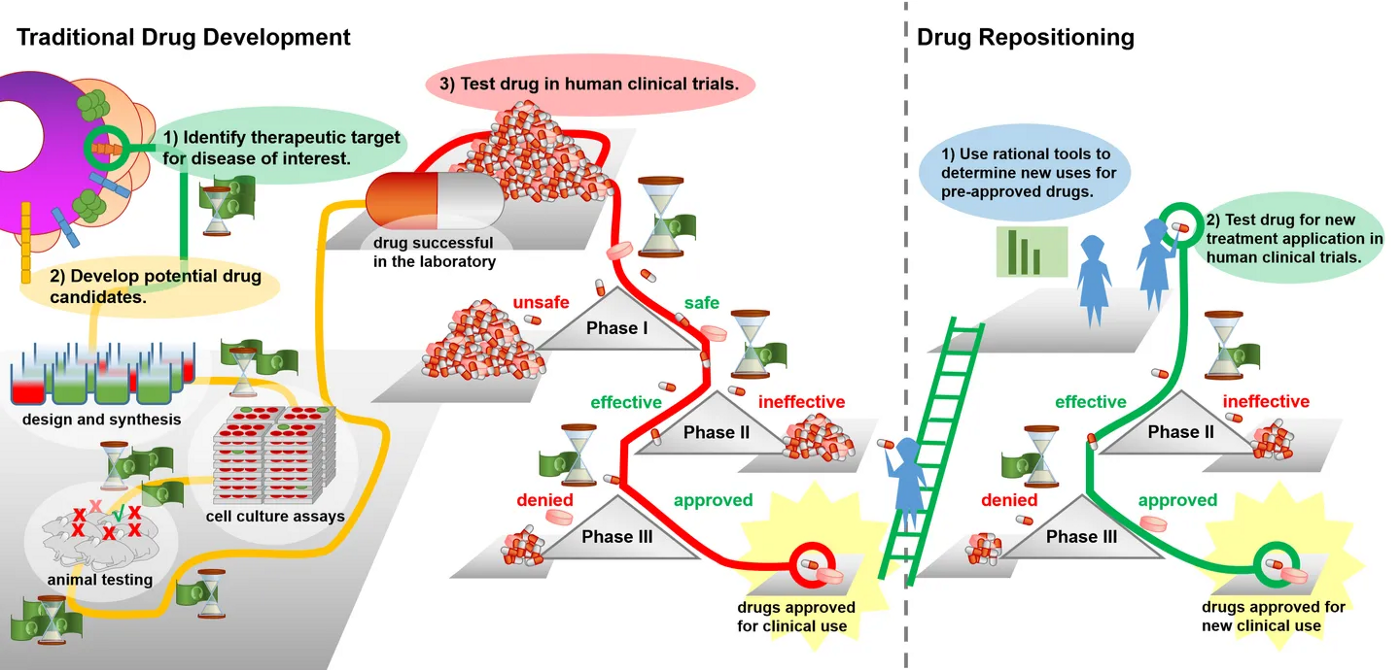 Traditional Drug Development
1) Identify therapeutic target
for disease of interest.
2) Develop potential drug
candidates.
design and synthesis
cell culture assays
animal testing
X X √ X X X X
drug successful
in the laboratory
3) Test drug in human clinical trials.
unsafe
safe
Phase I
effective
ineffective
Phase II
denied
approved
Phase III
drugs approved
for clinical use
Drug Repositioning
1) Use rational tools to
determine new uses for
pre-approved drugs.
2) Test drug for new
treatment application in
human clinical trials.
effective
ineffective
Phase II
denied
approved
Phase III
drugs approved for
new clinical use